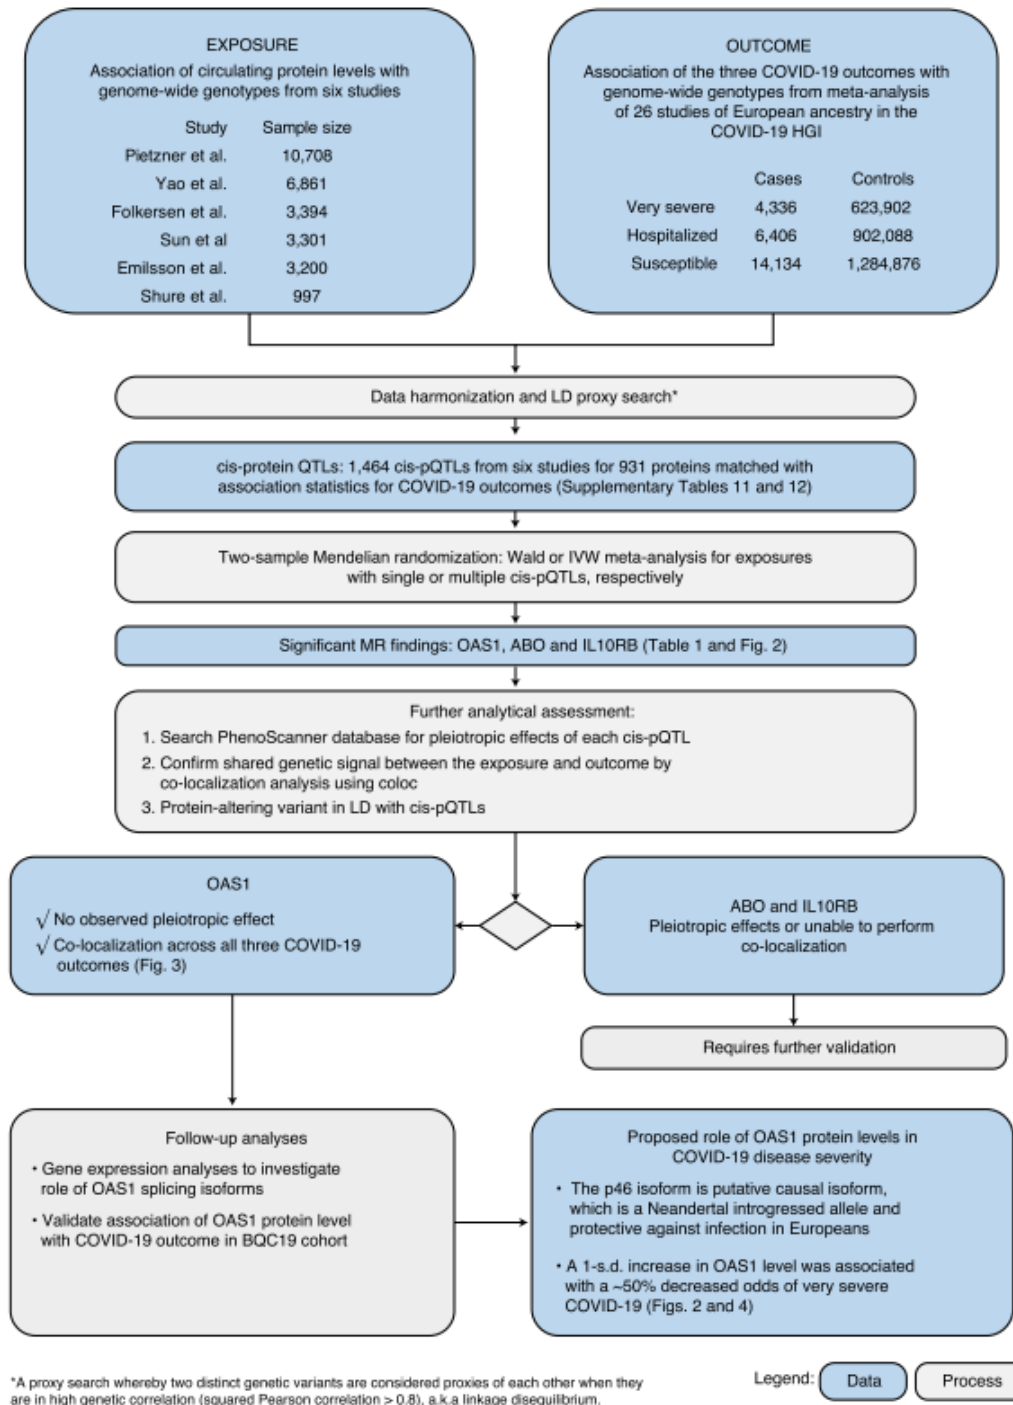 EXPOSURE
Association of circulating protein levels with
genome-wide genotypes from six studies
Study Sample size
Pietzner et al. 10,708
Yao et al. 6,861
Folkersen et al. 3,394
Sun et al 3,301
Emilsson et al. 3,200
Shure et al. 997
OUTCOME
Association of the three COVID-19 outcomes with
genome-wide genotypes from meta-analysis
of 26 studies of European ancestry in the
COVID-19 HGI
Cases Controls
Very severe 4,336 623,902
Hospitalized 6,406 902,088
Susceptible 14,134 1,284,876
Data harmonization and LD proxy search*
cis-protein QTLs: 1,464 cis-pQTLs from six studies for 931 proteins matched with
association statistics for COVID-19 outcomes (Supplementary Tables 11 and 12)
Two-sample Mendelian randomization: Wald or IVW meta-analysis for exposures
with single or multiple cis-pQTLs, respectively
Significant MR findings: OAS1, ABO and IL10RB (Table 1 and Fig. 2)
Further analytical assessment:
1. Search PhenoScanner database for pleiotropic effects of each cis-pQTL
2. Confirm shared genetic signal between the exposure and outcome by
co-localization analysis using coloc
3. Protein-altering variant in LD with cis-pQTLs
OAS1
√ No observed pleiotropic effect
√ Co-localization across all three COVID-19
outcomes (Fig. 3)
ABO and IL10RB
Pleiotropic effects or unable to perform
co-localization
Requires further validation
Follow-up analyses
• Gene expression analyses to investigate
role of OAS1 splicing isoforms
• Validate association of OAS1 protein level
with COVID-19 outcome in BQC19 cohort
Proposed role of OAS1 protein levels in
COVID-19 disease severity
• The p46 isoform is putative causal isoform,
which is a Neandertal introgressed allele and
protective against infection in Europeans
• A 1-s.d. increase in OAS1 level was associated
with a ~50% decreased odds of very severe
COVID-19 (Figs. 2 and 4)
*A proxy search whereby two distinct genetic variants are considered proxies of each other when they
are in high genetic correlation (squared Pearson correlation > 0.8), a.k.a linkage disequilibrium.
Legend: Data Process